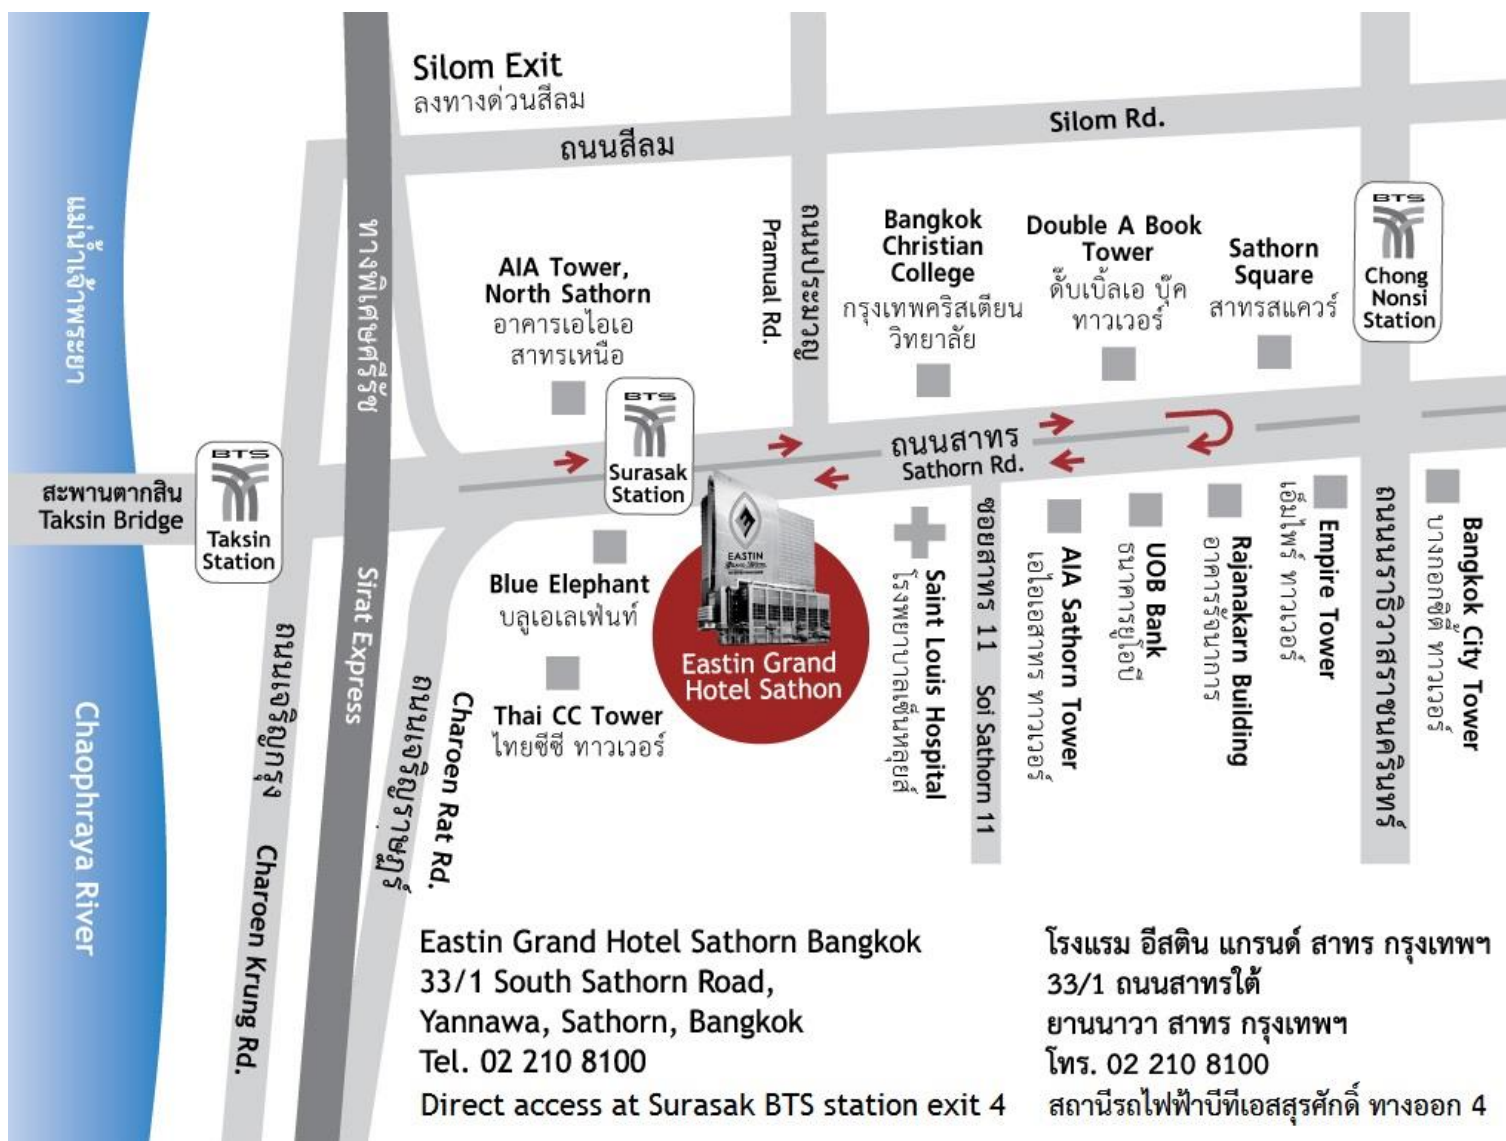 Silom Exit
ลงทางด่วนสีลม
ถนนสีลม
Silom Rd.
แม่น้ำเจ้าพระยา
Chaophraya River
ทางพิเศษศรีรัช
Sirat Express
AIA Tower,
North Sathorn
อาคารเอไอเอ
สาทรเหนือ
Pramual Rd.
ถนนประมวญ
Bangkok
Christian
College
กรุงเทพคริสเตียน
วิทยาลัย
Double A Book
Tower
ดั๊บเบิ้ลเอ บุ๊ค
ทาวเวอร์
Sathorn
Square
สาทรสแควร์
BTS
Chong
Nonsi
Station
BTS
Surasak
Station
BTS
Taksin
Station
สะพานตากสิน
Taksin Bridge
ถนนสาทร
Sathorn Rd.
Blue Elephant
บลูเอเลเฟ่นท์
Thai CC Tower
ไทยซีซี ทาวเวอร์
EASTIN
Eastin Grand
Hotel Sathon
Saint Louis Hospital
โรงพยาบาลเซ็นหลุยส์
ซอยสาทร 11
Soi Sathorn 11
AIA Sathorn Tower
เอไอเอสาทร ทาวเวอร์
UOB Bank
ธนาคารยูโอบี
Rajanakarn Building
อาคารรัจนาการ
Empire Tower
เอ็มไพร์ ทาวเวอร์
ถนนนราธิวาสราชนครินทร์
Bangkok City Tower
บางกอกซิตี้ ทาวเวอร์
ถนนเจริญกรุง
Charoen Krung Rd.
ถนนเจริญราษฎร์
Charoen Rat Rd.
Eastin Grand Hotel Sathorn Bangkok
33/1 South Sathorn Road,
Yannawa, Sathorn, Bangkok
Tel. 02 210 8100
Direct access at Surasak BTS station exit 4
โรงแรม อีสติน แกรนด์ สาทร กรุงเทพฯ
33/1 ถนนสาทรใต้
ยานนาวา สาทร กรุงเทพฯ
โทร. 02 210 8100
สถานีรถไฟฟ้าบีทีเอสสุรศักดิ์ ทางออก 4